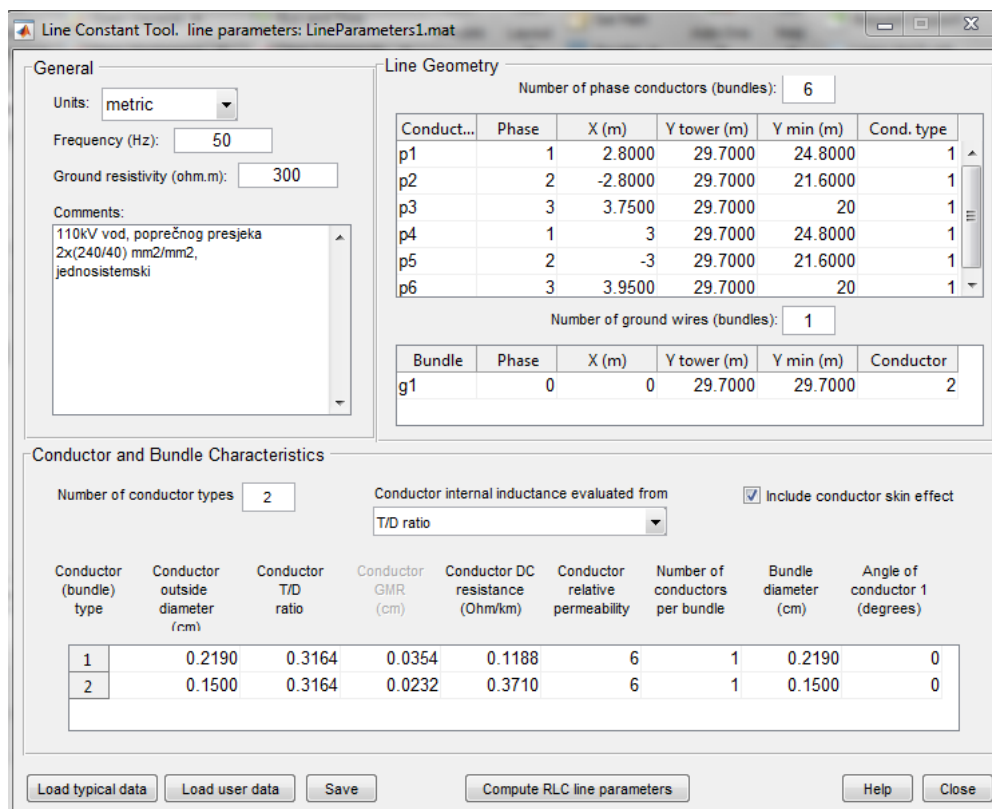 Line Constant Tool. line parameters: LineParameters1.mat
General
Units: metric
Frequency (Hz): 50
Ground resistivity (ohm.m): 300
Comments:
110kV vod, poprečnog presjeka
2x(240/40) mm2/mm2,
jednosistemski
Line Geometry
Number of phase conductors (bundles): 6
Conduct... Phase X (m) Y tower (m) Y min (m) Cond. type
p1 1 2.8000 29.7000 24.8000 1
p2 2 -2.8000 29.7000 21.6000 1
p3 3 3.7500 29.7000 20 1
p4 1 3 29.7000 24.8000 1
p5 2 -3 29.7000 21.6000 1
p6 3 3.9500 29.7000 20 1
Number of ground wires (bundles): 1
Bundle Phase X (m) Y tower (m) Y min (m) Conductor
g1 0 0 29.7000 29.7000 2
Conductor and Bundle Characteristics
Number of conductor types 2
Conductor internal inductance evaluated from
T/D ratio
Include conductor skin effect
Conductor Conductor Conductor Conductor Conductor DC Conductor Number of Bundle Angle of
(bundle) outside T/D GMR resistance relative conductors diameter conductor 1
type diameter ratio (cm) (Ohm/km) permeability per bundle (cm) (degrees)
(cm)
1 0.2190 0.3164 0.0354 0.1188 6 1 0.2190 0
2 0.1500 0.3164 0.0232 0.3710 6 1 0.1500 0
Load typical data Load user data Save Compute RLC line parameters Help Close